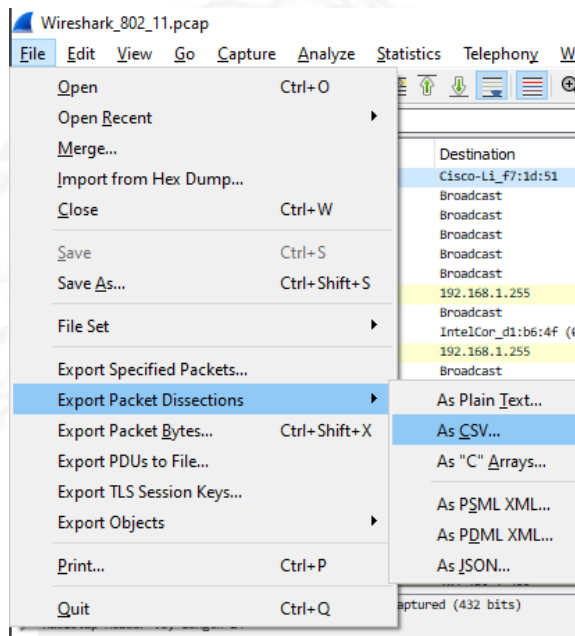 Wireshark_802_11.pcap
File Edit View Go Capture Analyze Statistics Telephony W
Open Ctrl+O
Open Recent
Merge...
Import from Hex Dump...
Close Ctrl+W
Save Ctrl+S
Save As... Ctrl+Shift+S
File Set
Export Specified Packets...
Export Packet Dissections
Export Packet Bytes... Ctrl+Shift+X
Export PDUs to File...
Export TLS Session Keys...
Export Objects
Print... Ctrl+P
Quit Ctrl+Q
Destination
Cisco-Li_f7:1d:51
Broadcast
Broadcast
Broadcast
Broadcast
Broadcast
192.168.1.255
Broadcast
IntelCor_d1:b6:4f (
192.168.1.255
Broadcast
As Plain Text...
As CSV...
As "C" Arrays...
As PSML XML...
As PDML XML...
As JSON...
aptured (432 bits)